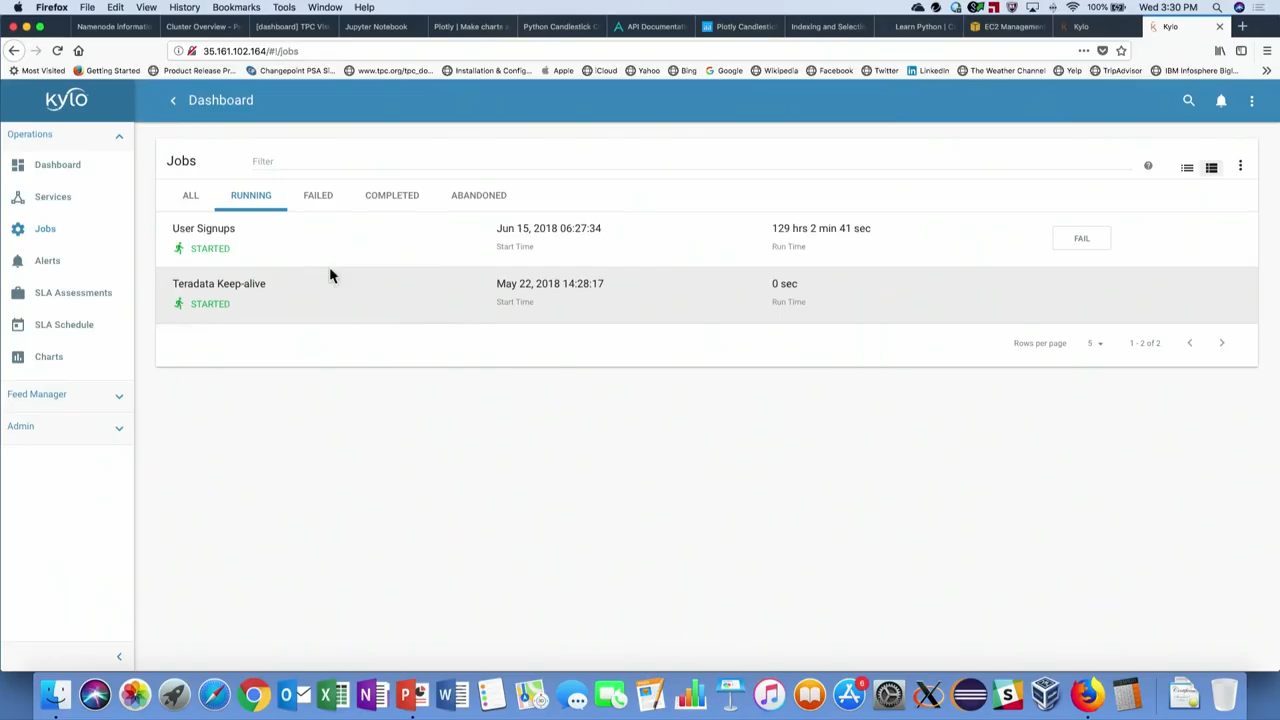 Firefox File Edit View History Bookmarks Tools Window Help 100% Wed 3:30 PM
Namenode Informati Cluster Overview - P [dashboard] TPC Vi Jupyter Notebook Plotly | Make charts Python Candlestick C API Documentati Plotly Candlestic Indexing and Selectin Learn Python | C EC2 Management Kylo Kylo
35.161.102.164/#!/jobs
Most Visited Getting Started Product Release Pr... Changepoint PSA Si... www.tpc.org/tpc_do... Installation & Config... Apple iCloud Yahoo Bing Google Wikipedia Facebook Twitter LinkedIn The Weather Channel Yelp TripAdvisor IBM Infosphere BigI...
kylo
Dashboard
Operations
Dashboard
Services
Jobs
Alerts
SLA Assessments
SLA Schedule
Charts
Feed Manager
Admin
Jobs Filter
ALL RUNNING FAILED COMPLETED ABANDONED
User Signups Jun 15, 2018 06:27:34 129 hrs 2 min 41 sec FAIL
STARTED Start Time Run Time
Teradata Keep-alive May 22, 2018 14:28:17 0 sec
STARTED Start Time Run Time
Rows per page 5 1 - 2 of 2
6